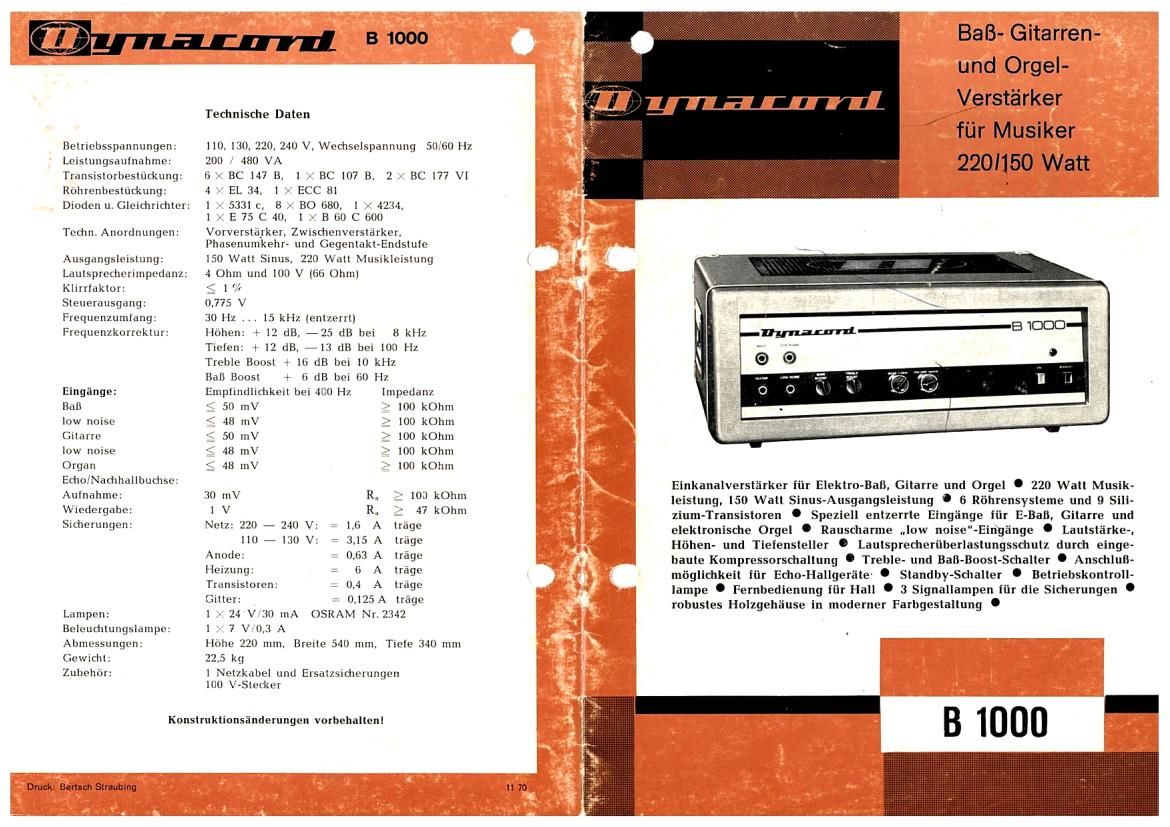 Dynacord B 1000
Technische Daten
Betriebsspannungen: 110, 130, 220, 240 V, Wechselspannung 50/60 Hz
Leistungsaufnahme: 200 / 480 VA
Transistorbestückung: 6 × BC 147 B, 1 × BC 107 B, 2 × BC 177 VI
Röhrenbestückung: 4 × EL 34, 1 × ECC 81
Dioden u. Gleichrichter: 1 × 5331 c, 8 × BO 680, 1 × 4234,
1 × E 75 C 40, 1 × B 60 C 600
Techn. Anordnungen: Vorverstärker, Zwischenverstärker,
Phasenumkehr- und Gegentakt-Endstufe
Ausgangsleistung: 150 Watt Sinus, 220 Watt Musikleistung
Lautsprecherimpedanz: 4 Ohm und 100 V (66 Ohm)
Klirrfaktor: ≦ 1 %
Steuerausgang: 0,775 V
Frequenzumfang: 30 Hz ... 15 kHz (entzerrt)
Frequenzkorrektur: Höhen: + 12 dB, — 25 dB bei 8 kHz
Tiefen: + 12 dB, — 13 dB bei 100 Hz
Treble Boost + 16 dB bei 10 kHz
Baß Boost + 6 dB bei 60 Hz
Eingänge: Empfindlichkeit bei 400 Hz Impedanz
Baß ≦ 50 mV ≧ 100 kOhm
low noise ≦ 48 mV ≧ 100 kOhm
Gitarre ≦ 50 mV ≧ 100 kOhm
low noise ≦ 48 mV ≧ 100 kOhm
Organ ≦ 48 mV ≧ 100 kOhm
Echo/Nachhallbuchse:
Aufnahme: 30 mV Ra ≧ 100 kOhm
Wiedergabe: 1 V Ra ≧ 47 kOhm
Sicherungen: Netz: 220 — 240 V: = 1,6 A träge
110 — 130 V: = 3,15 A träge
Anode: = 0,63 A träge
Heizung: = 6 A träge
Transistoren: = 0,4 A träge
Gitter: = 0,125 A träge
Lampen: 1 × 24 V/30 mA OSRAM Nr. 2342
Beleuchtungslampe: 1 × 7 V/0,3 A
Abmessungen: Höhe 220 mm, Breite 540 mm, Tiefe 340 mm
Gewicht: 22,5 kg
Zubehör: 1 Netzkabel und Ersatzsicherungen
100 V-Stecker
Konstruktionsänderungen vorbehalten!
Druck: Bertsch Straubing 11 70
Dynacord
Baß- Gitarren-
und Orgel-
Verstärker
für Musiker
220/150 Watt
Dynacord B 1000
Einkanalverstärker für Elektro-Baß, Gitarre und Orgel ● 220 Watt Musik-
leistung, 150 Watt Sinus-Ausgangsleistung ● 6 Röhrensysteme und 9 Sili-
zium-Transistoren ● Speziell entzerrte Eingänge für E-Baß, Gitarre und
elektronische Orgel ● Rauscharme „low noise“-Eingänge ● Lautstärke-,
Höhen- und Tiefensteller ● Lautsprecherüberlastungsschutz durch einge-
baute Kompressorschaltung ● Treble- und Baß-Boost-Schalter ● Anschluß-
möglichkeit für Echo-Hallgeräte ● Standby-Schalter ● Betriebskontroll-
lampe ● Fernbedienung für Hall ● 3 Signallampen für die Sicherungen ●
robustes Holzgehäuse in moderner Farbgestaltung ●
B 1000